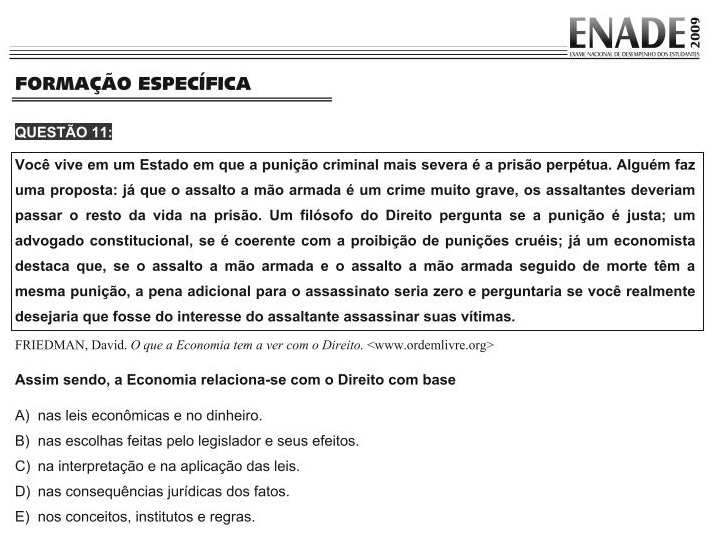 ENADE 2009
EXAME NACIONAL DE DESEMPENHO DOS ESTUDANTES
FORMAÇÃO ESPECÍFICA
QUESTÃO 11:
Você vive em um Estado em que a punição criminal mais severa é a prisão perpétua. Alguém faz
uma proposta: já que o assalto a mão armada é um crime muito grave, os assaltantes deveriam
passar o resto da vida na prisão. Um filósofo do Direito pergunta se a punição é justa; um
advogado constitucional, se é coerente com a proibição de punições cruéis; já um economista
destaca que, se o assalto a mão armada e o assalto a mão armada seguido de morte têm a
mesma punição, a pena adicional para o assassinato seria zero e perguntaria se você realmente
desejaria que fosse do interesse do assaltante assassinar suas vítimas.
FRIEDMAN, David. O que a Economia tem a ver com o Direito. <www.ordemlivre.org>
Assim sendo, a Economia relaciona-se com o Direito com base
A) nas leis econômicas e no dinheiro.
B) nas escolhas feitas pelo legislador e seus efeitos.
C) na interpretação e na aplicação das leis.
D) nas consequências jurídicas dos fatos.
E) nos conceitos, institutos e regras.